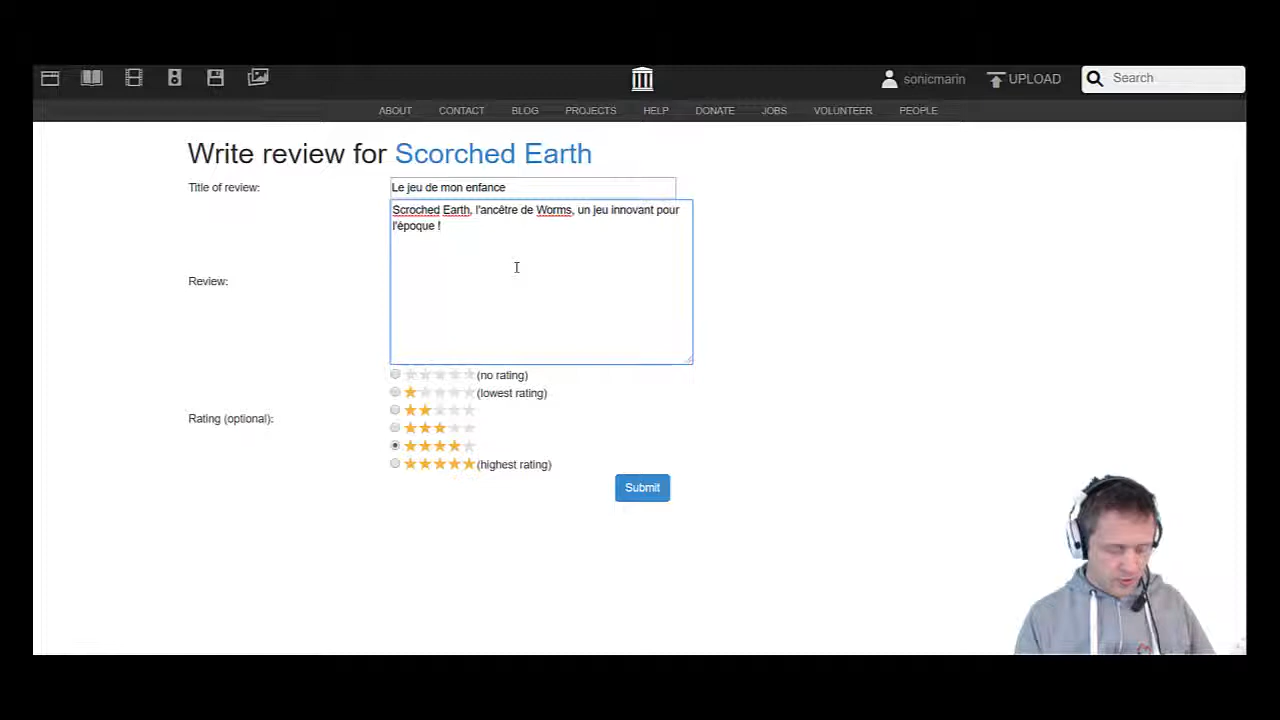 sonicmarin UPLOAD Search
ABOUT CONTACT BLOG PROJECTS HELP DONATE JOBS VOLUNTEER PEOPLE
Write review for Scorched Earth
Title of review: Le jeu de mon enfance
Scroched Earth, l'ancêtre de Worms, un jeu innovant pour
l'époque !
Review:
(no rating)
(lowest rating)
Rating (optional):
(highest rating)
Submit